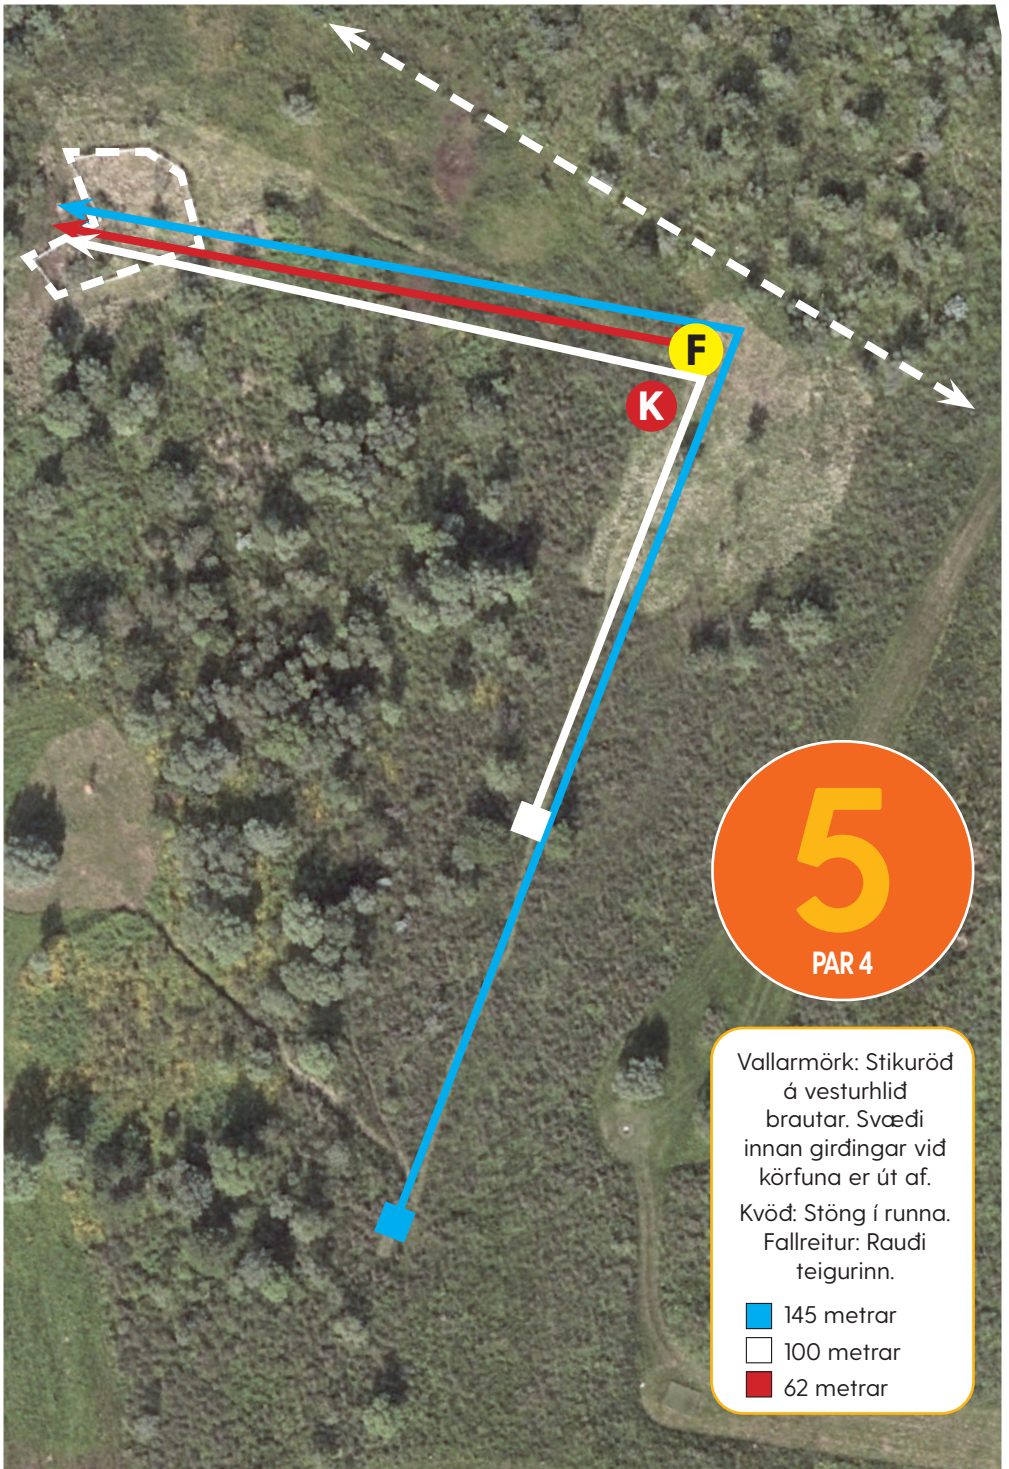 F
K
5
PAR 4
Vallarmörk: Stikuröð
á vesturhlið
brautar. Svæði
innan girðingar við
körfuna er út af.
Kvöð: Stöng í runna.
Fallreitur: Rauði
teigurinn.
145 metrar
100 metrar
62 metrar